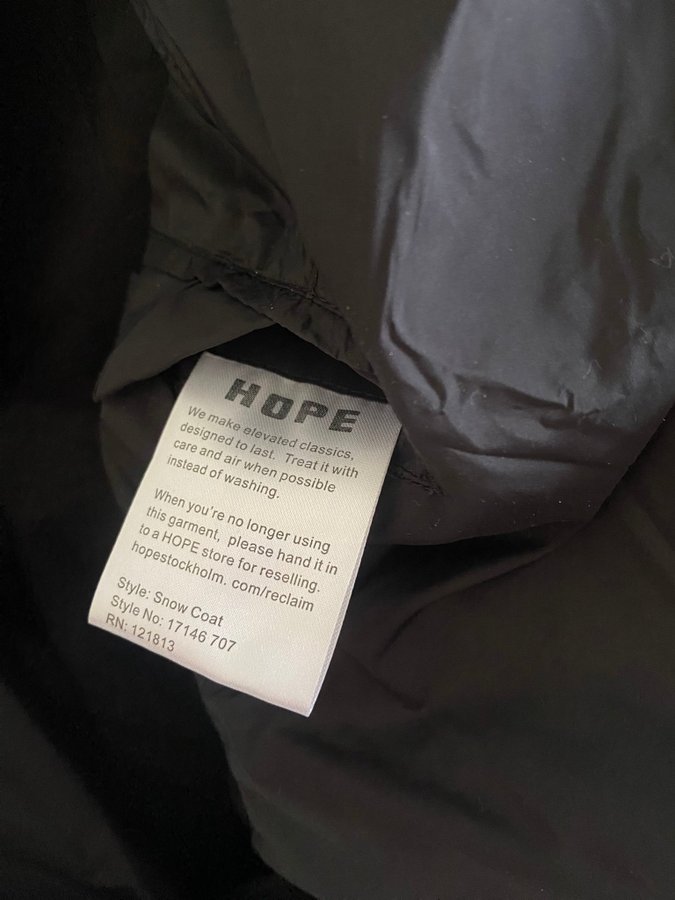 HOPE
We make elevated classics,
designed to last. Treat it with
care and air when possible
instead of washing.
When you're no longer using
this garment, please hand it in
to a HOPE store for reselling.
hopestockholm. com/reclaim
Style: Snow Coat
Style No: 17146 707
RN: 121813